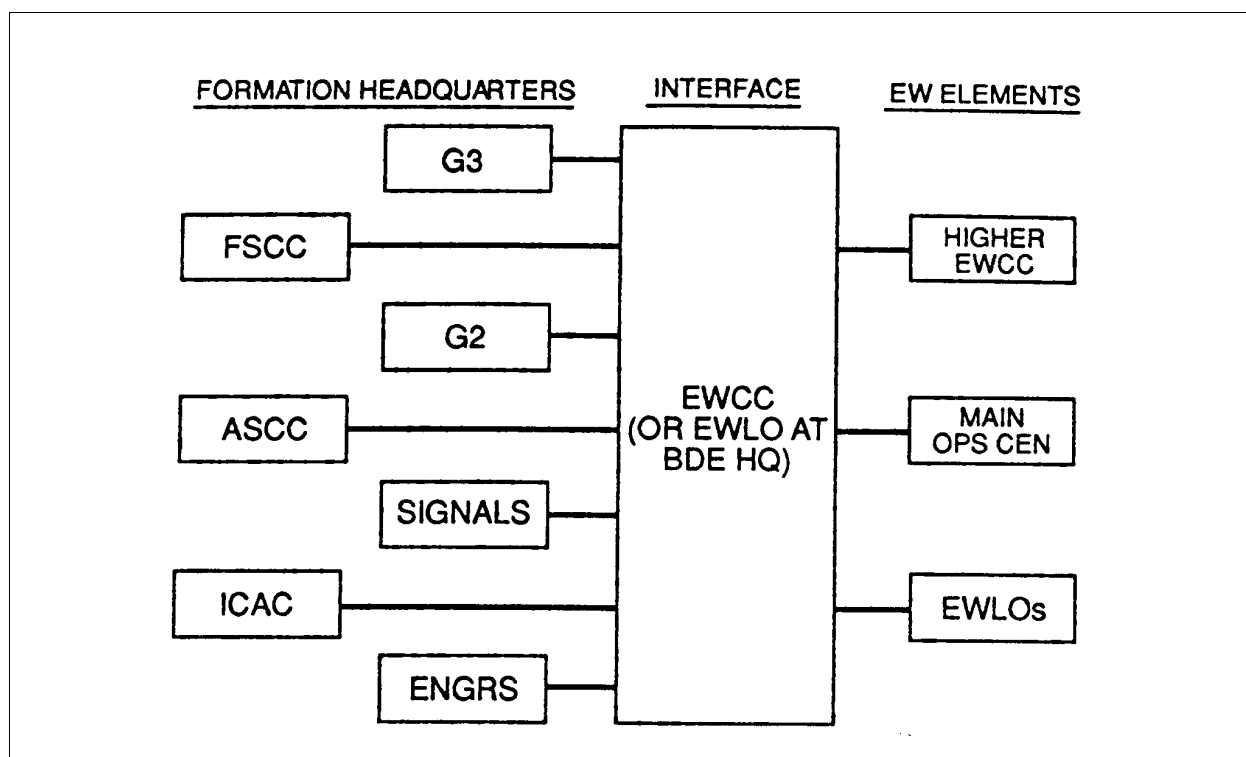 FORMATION HEADQUARTERS
INTERFACE
EW ELEMENTS
G3
FSCC
G2
ASCC
SIGNALS
ICAC
ENGRS
EWCC
(OR EWLO AT
BDE HQ)
HIGHER
EWCC
MAIN
OPS CEN
EWLOs